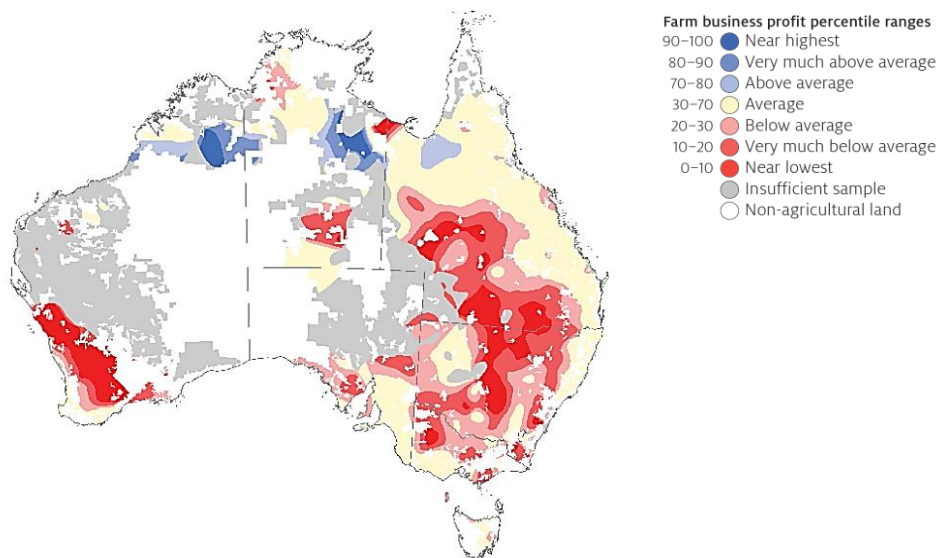 Farm business profit percentile ranges
90–100 Near highest
80–90 Very much above average
70–80 Above average
30–70 Average
20–30 Below average
10–20 Very much below average
0–10 Near lowest
Insufficient sample
Non-agricultural land